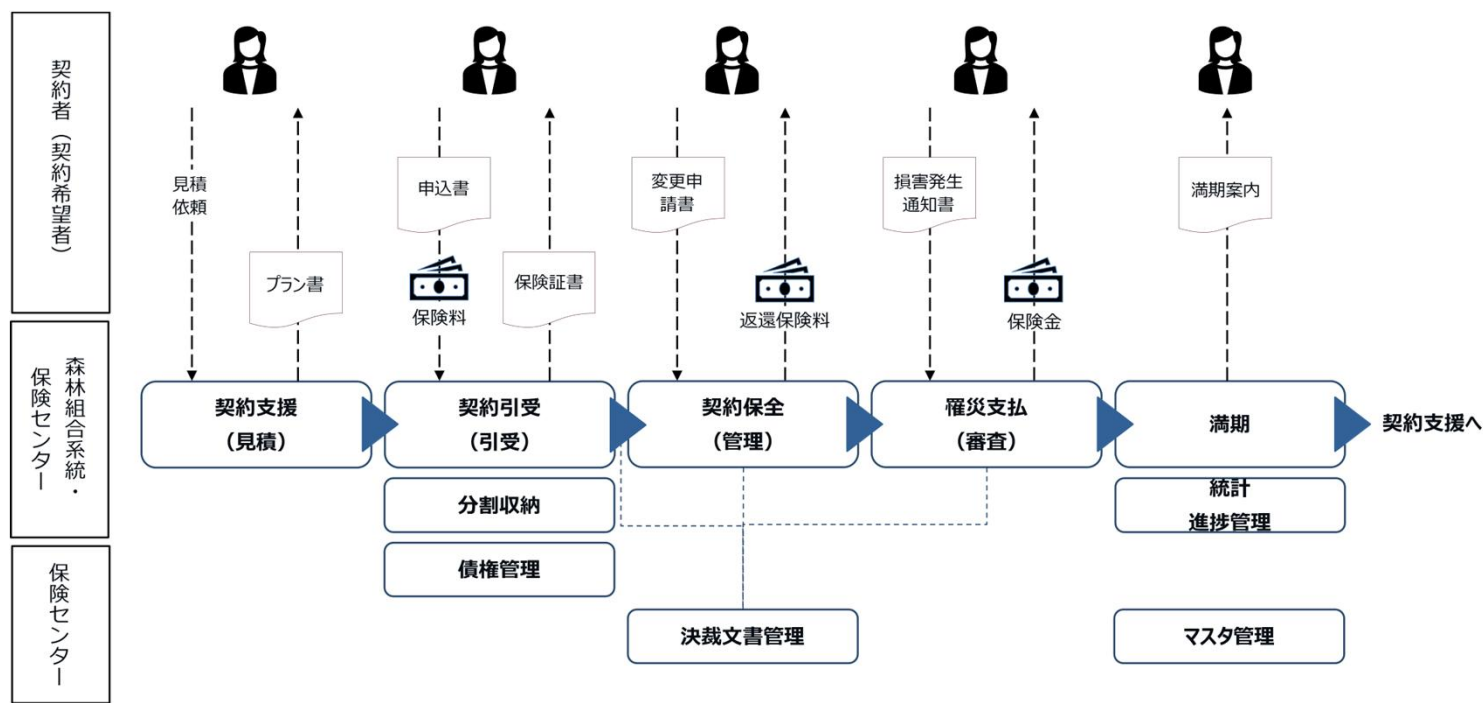 契約者（契約希望者）
見積
依頼
プラン書
申込書
保険料
保険証書
変更申
請書
返還保険料
損害発生
通知書
保険金
満期案内
森林組合系統・
保険センター
契約支援
（見積）
契約引受
（引受）
契約保全
（管理）
罹災支払
（審査）
満期
契約支援へ
分割収納
債権管理
統計
進捗管理
保険センター
決裁文書管理
マスタ管理